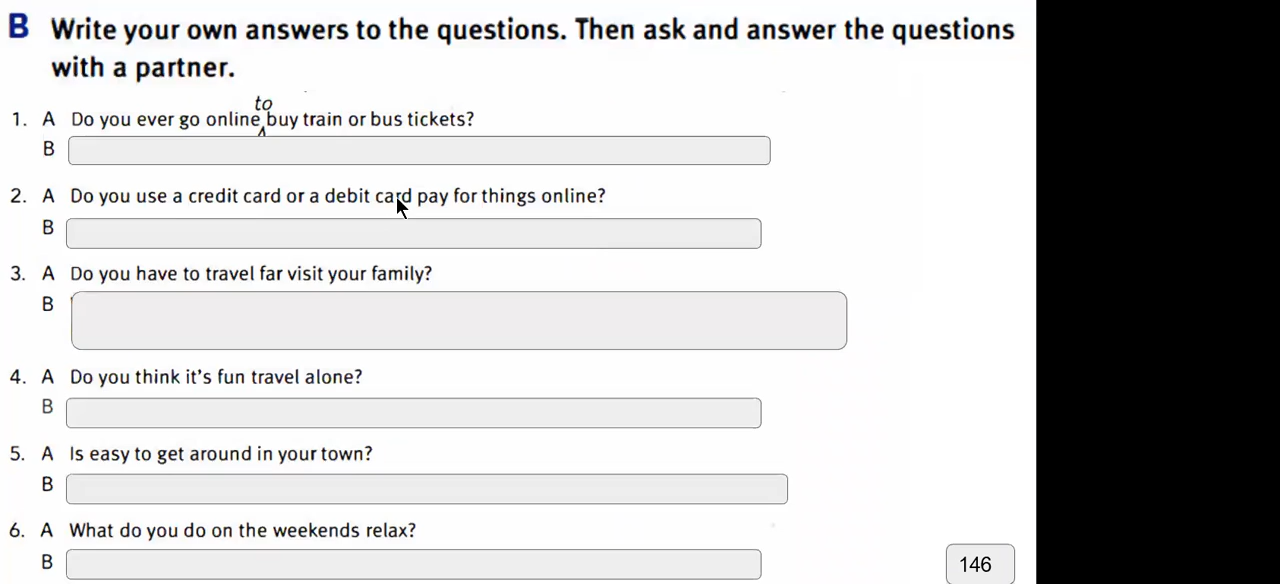 B Write your own answers to the questions. Then ask and answer the questions
with a partner.
to
1. A Do you ever go online buy train or bus tickets?
B
2. A Do you use a credit card or a debit card pay for things online?
B
3. A Do you have to travel far visit your family?
B
4. A Do you think it's fun travel alone?
B
5. A Is easy to get around in your town?
B
6. A What do you do on the weekends relax?
B
146